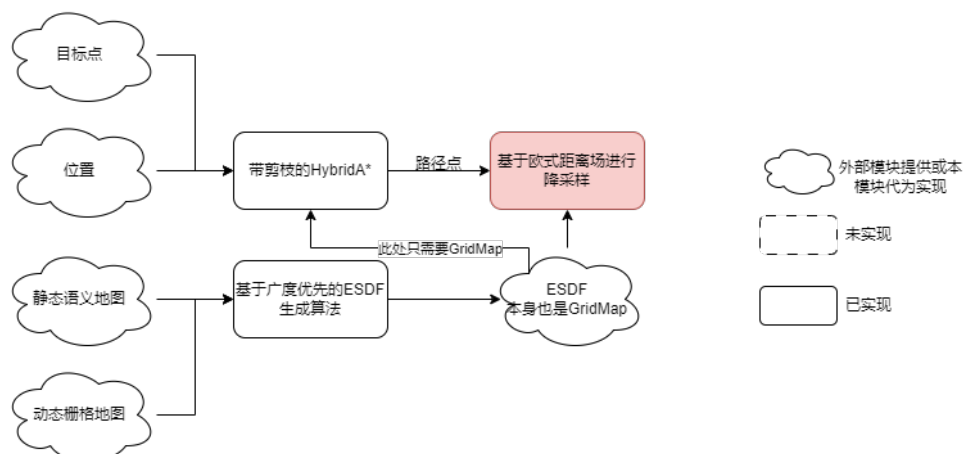 目标点
位置
带剪枝的HybridA*
路径点
基于欧式距离场进行
降采样
外部模块提供或本
模块代为实现
未实现
已实现
此处只需要GridMap
静态语义地图
基于广度优先的ESDF
生成算法
ESDF
本身也是GridMap
动态栅格地图